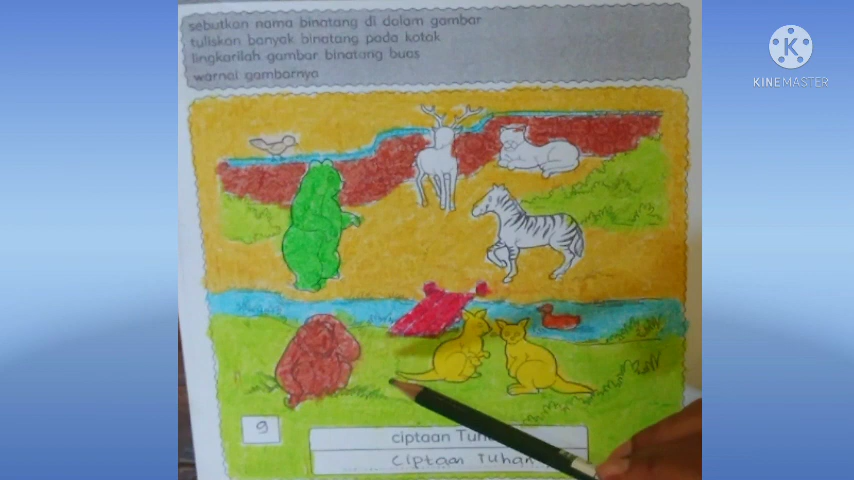 sebutkan nama binatang di dalam gambar
tuliskan banyak binatang pada kotak
lingkarilah gambar binatang buas
warnai gambarnya
KINEMASTER
9
ciptaan
Ciptaan Tuhan